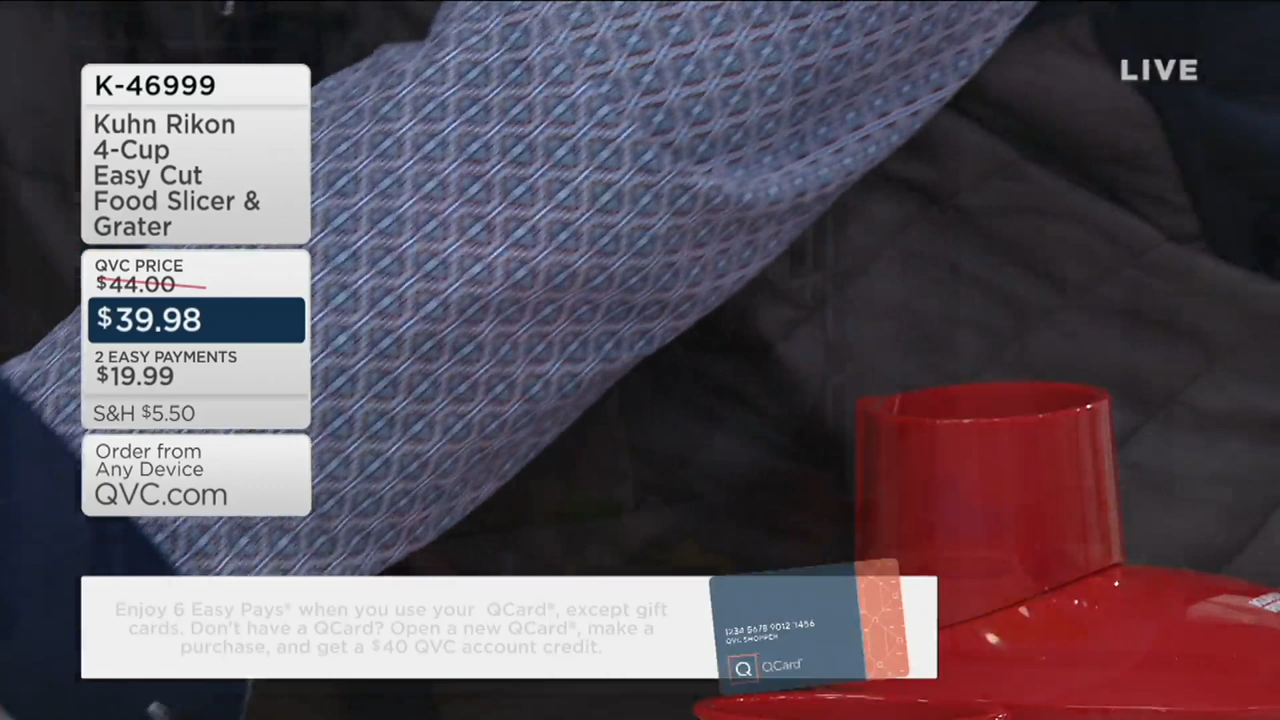 K-46999
Kuhn Rikon
4-Cup
Easy Cut
Food Slicer &
Grater
QVC PRICE
$44.00
$39.98
2 EASY PAYMENTS
$19.99
S&H $5.50
Order from
Any Device
QVC.com
LIVE
Enjoy 6 Easy Pays® when you use your QCard®, except gift
cards. Don't have a QCard? Open a new QCard®, make a
purchase, and get a $40 QVC account credit.
1234 5678 9012 1456
QVC SHOPPER
Q QCard